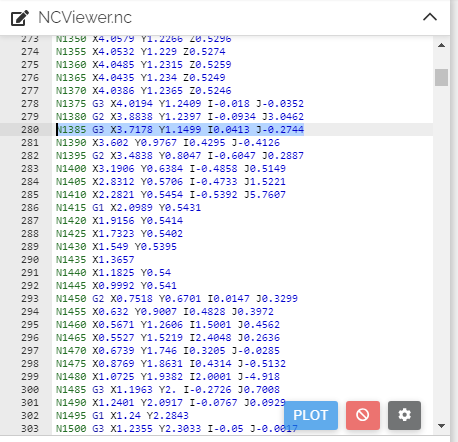 NCViewer.nc
273 N1350 X4.0579 Y1.2266 Z0.5296
274 N1355 X4.0532 Y1.229 Z0.5274
275 N1360 X4.0485 Y1.2315 Z0.5259
276 N1365 X4.0435 Y1.234 Z0.5249
277 N1370 X4.0386 Y1.2365 Z0.5246
278 N1375 G3 X4.0194 Y1.2409 I-0.018 J-0.0352
279 N1380 G2 X3.8838 Y1.2397 I-0.0934 J3.0462
280 N1385 G3 X3.7178 Y1.1499 I0.0413 J-0.2744
281 N1390 X3.602 Y0.9767 I0.4295 J-0.4126
282 N1395 G2 X3.4838 Y0.8047 I-0.6047 J0.2887
283 N1400 X3.1906 Y0.6384 I-0.4858 J0.5149
284 N1405 X2.8312 Y0.5706 I-0.4733 J1.5221
285 N1410 X2.2821 Y0.5454 I-0.5392 J5.7607
286 N1415 G1 X2.0989 Y0.5431
287 N1420 X1.9156 Y0.5414
288 N1425 X1.7323 Y0.5402
289 N1430 X1.549 Y0.5395
290 N1435 X1.3657
291 N1440 X1.1825 Y0.54
292 N1445 X0.9992 Y0.541
293 N1450 G2 X0.7518 Y0.6701 I0.0147 J0.3299
294 N1455 X0.632 Y0.9007 I0.4828 J0.3972
295 N1460 X0.5671 Y1.2606 I1.5001 J0.4562
296 N1465 X0.5527 Y1.5219 I2.4048 J0.2636
297 N1470 X0.6739 Y1.746 I0.3205 J-0.0285
298 N1475 X0.8769 Y1.8631 I0.4314 J-0.5132
299 N1480 X1.0725 Y1.9382 I2.0001 J-4.918
300 N1485 G3 X1.1963 Y2. I-0.2726 J0.7008
301 N1490 X1.2401 Y2.0917 I-0.0767 J0.0929
302 N1495 G1 X1.24 Y2.2843
303 N1500 G3 X1.2355 Y2.3033 I-0.05 J-0.0017
PLOT